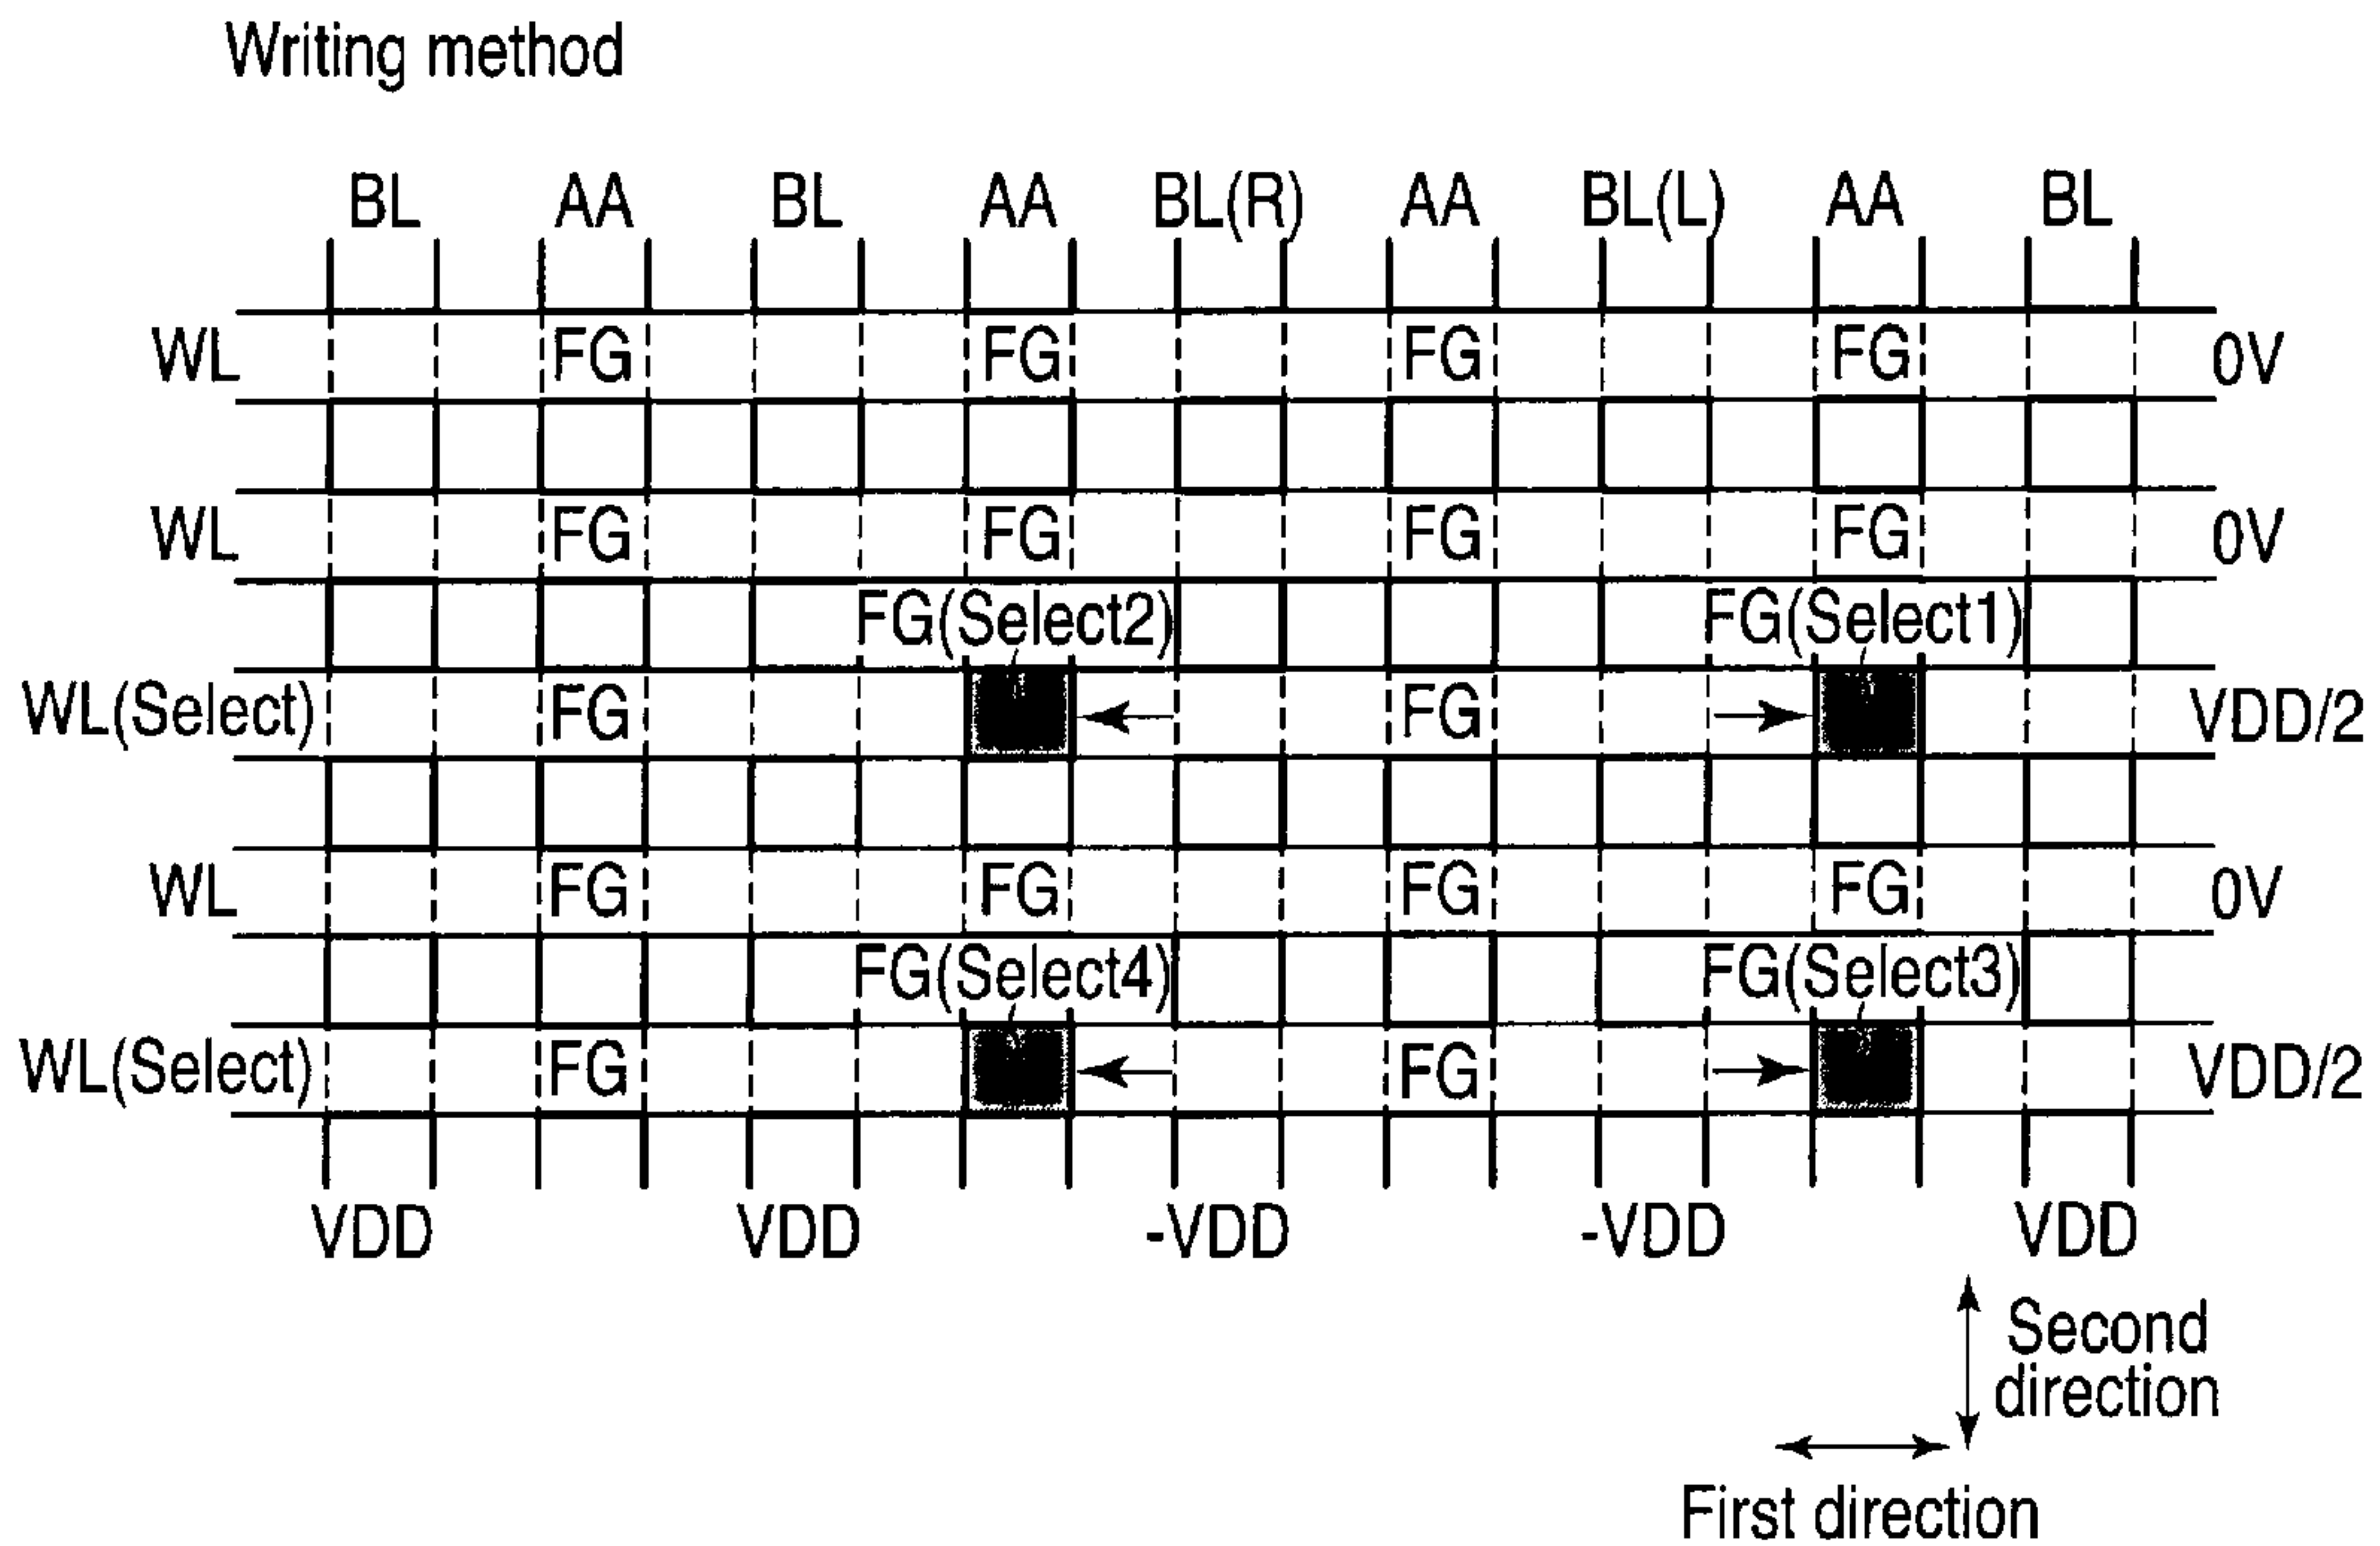 Writing method
BL AA BL AA BL(R) AA BL(L) AA BL
WL FG FG FG FG 0V
WL FG FG FG FG 0V
FG(Select2) FG(Select1)
WL(Select) FG FG VDD/2
WL FG FG FG FG 0V
FG(Select4) FG(Select3)
WL(Select) FG FG VDD/2
VDD VDD -VDD -VDD VDD
Second
direction
First direction